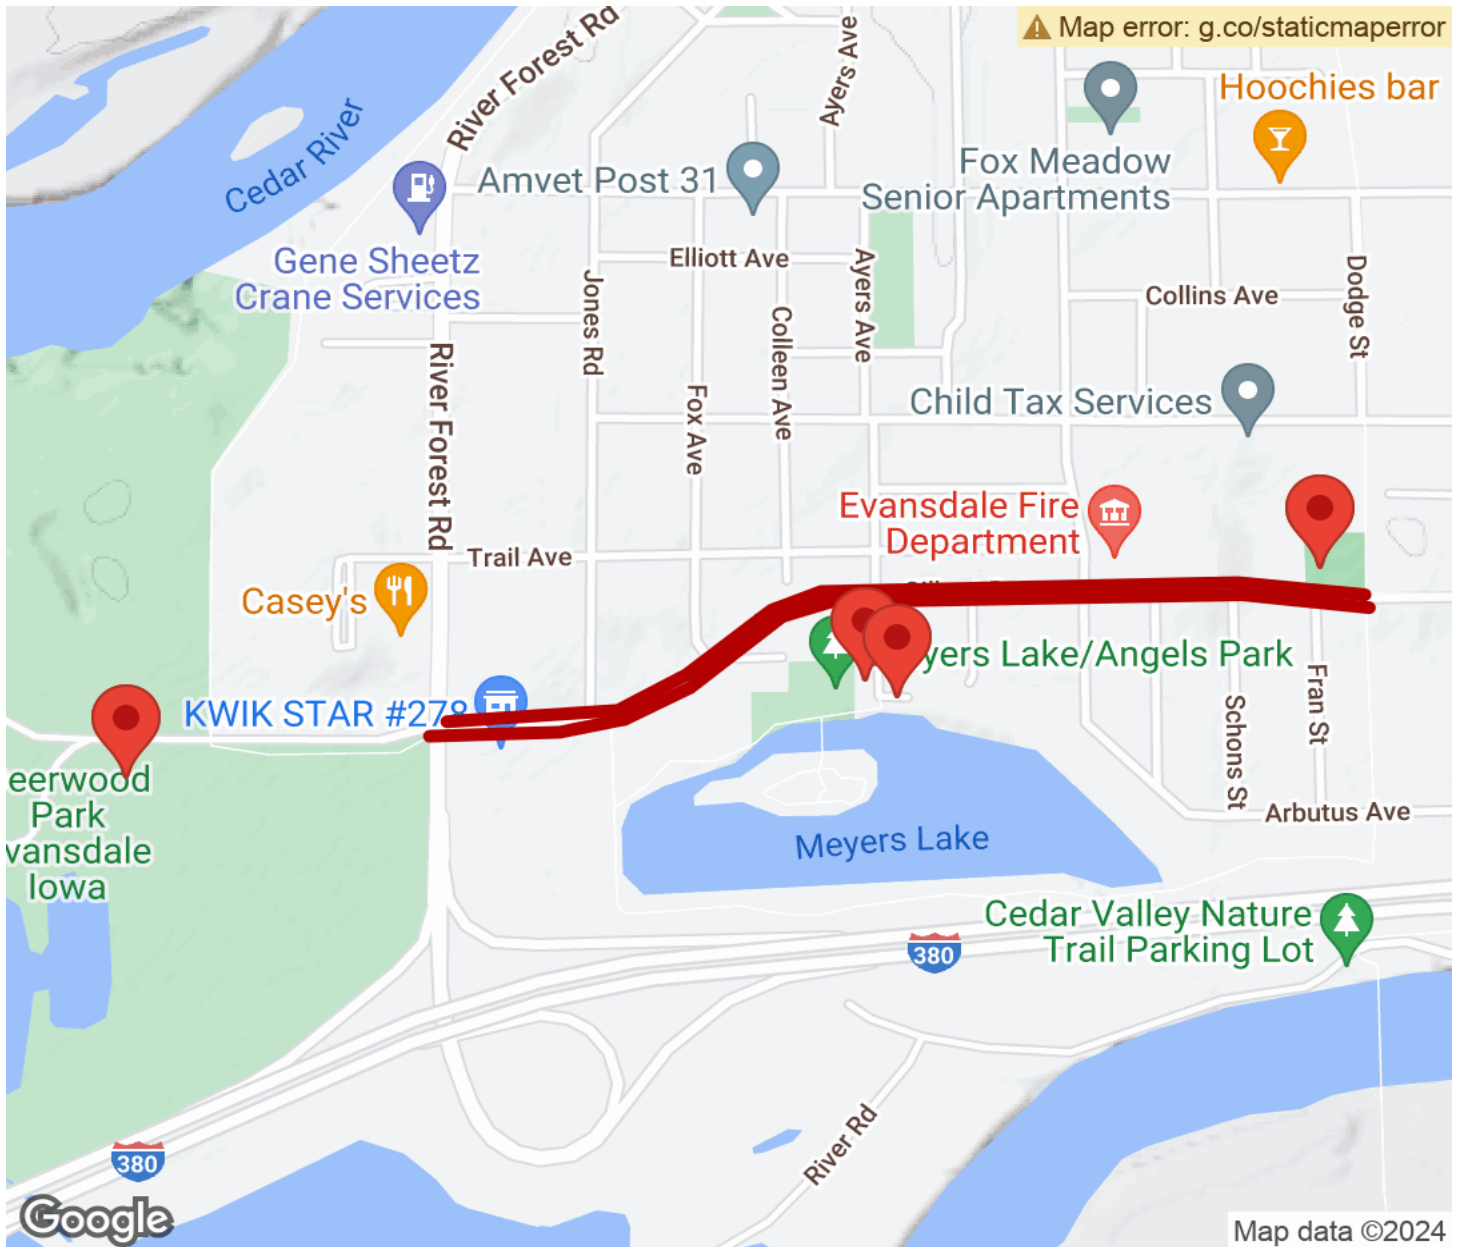 Map error: g.co/staticmaperror
River Forest Rd
Ayers Ave
Hoochies bar
Cedar River
Fox Meadow
Senior Apartments
Amvet Post 31
Gene Sheetz
Crane Services
Elliott Ave
Ayers Ave
Jones Rd
Collins Ave
Dodge St
Colleen Ave
River Forest Rd
Fox Ave
Child Tax Services
Evansdale Fire
Department
Trail Ave
Casey's
yers Lake/Angels Park
KWIK STAR #278
Fran St
Schons St
eerwood
Park
vansdale
Iowa
Arbutus Ave
Meyers Lake
Cedar Valley Nature
Trail Parking Lot
380
River Rd
380
Google
Map data ©2024